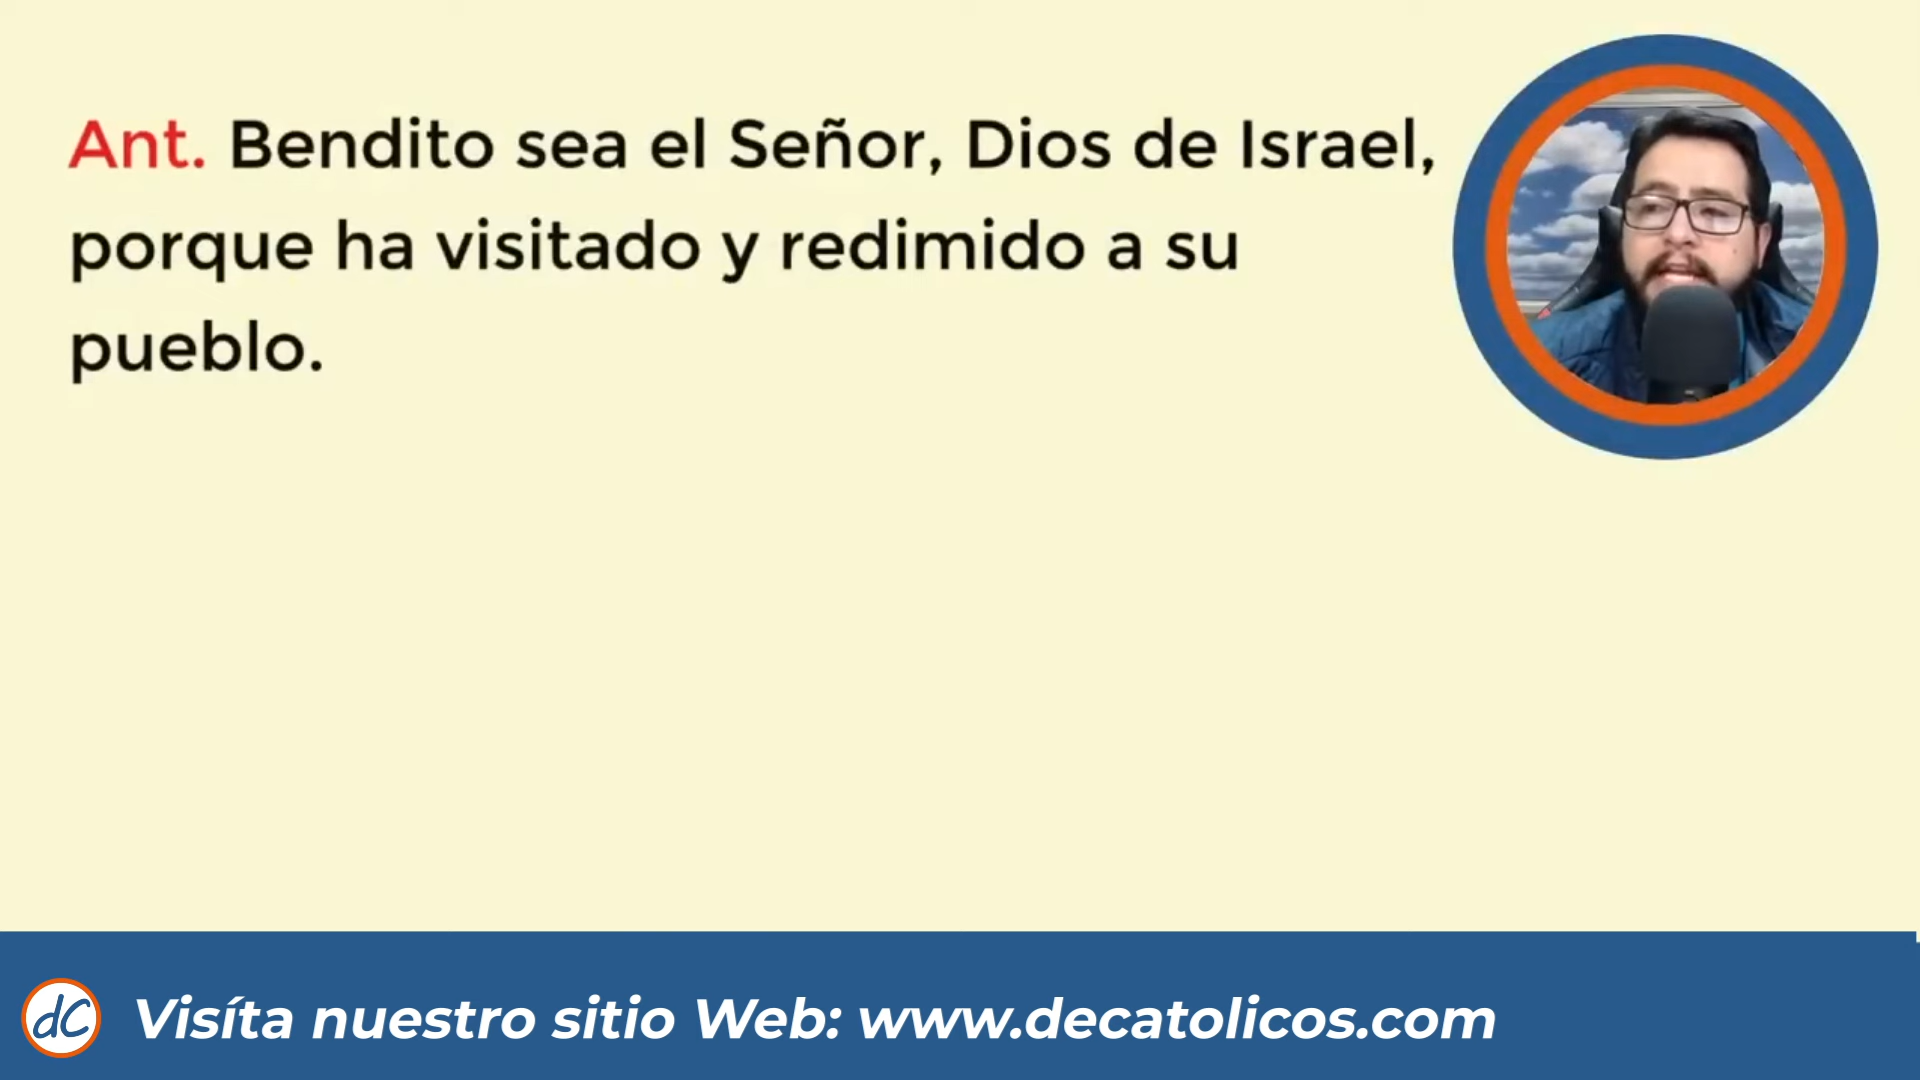 Ant. Bendito sea el Señor, Dios de Israel,
porque ha visitado y redimido a su
pueblo.
dC Visíta nuestro sitio Web: www.decatolicos.com